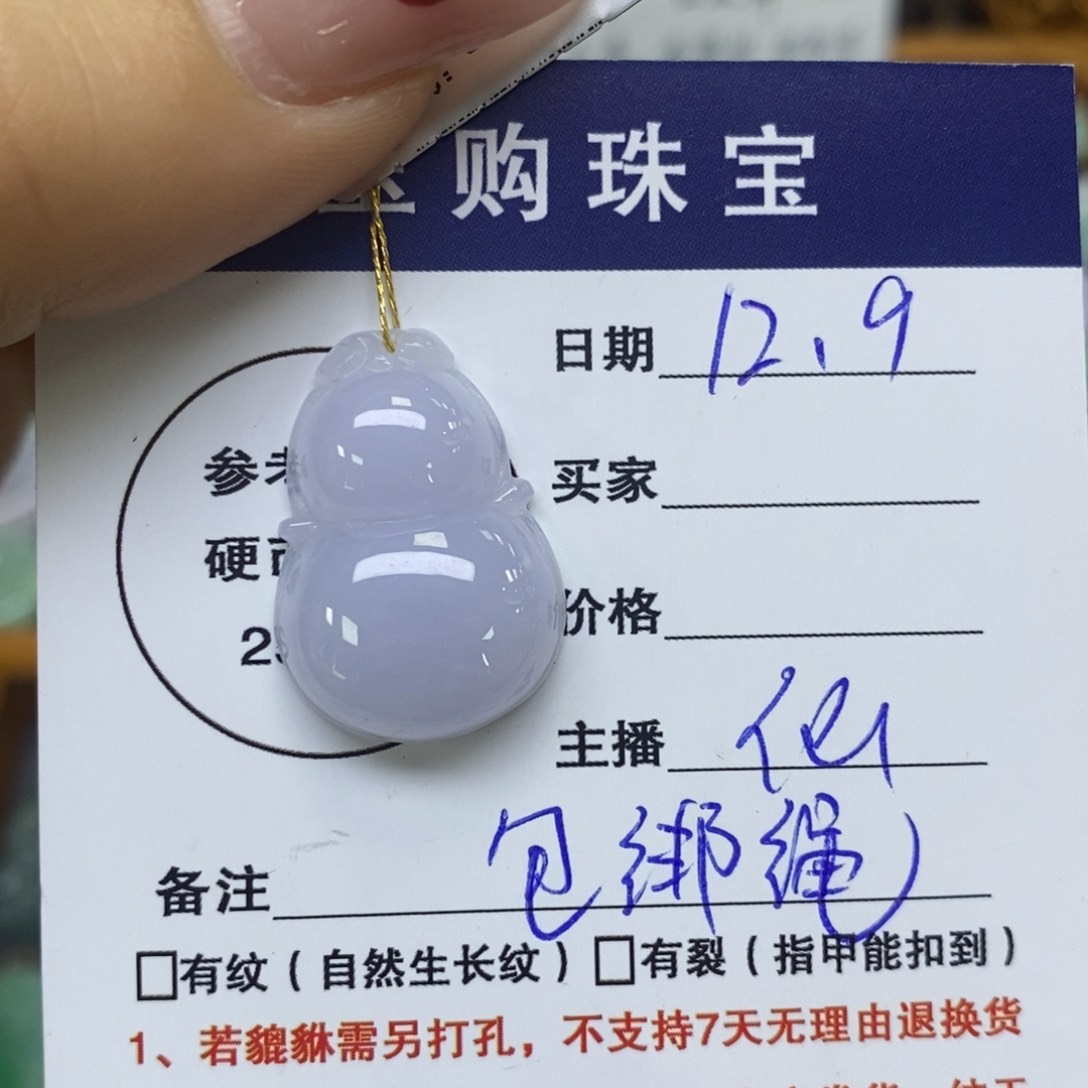 购珠宝
日期 12.9
参
买家
硬
2
价格
主播
备注 包绑绳
□有纹(自然生长纹) □有裂(指甲能扣到)
1、若貔貅需另打孔，不支持7天无理由退换货